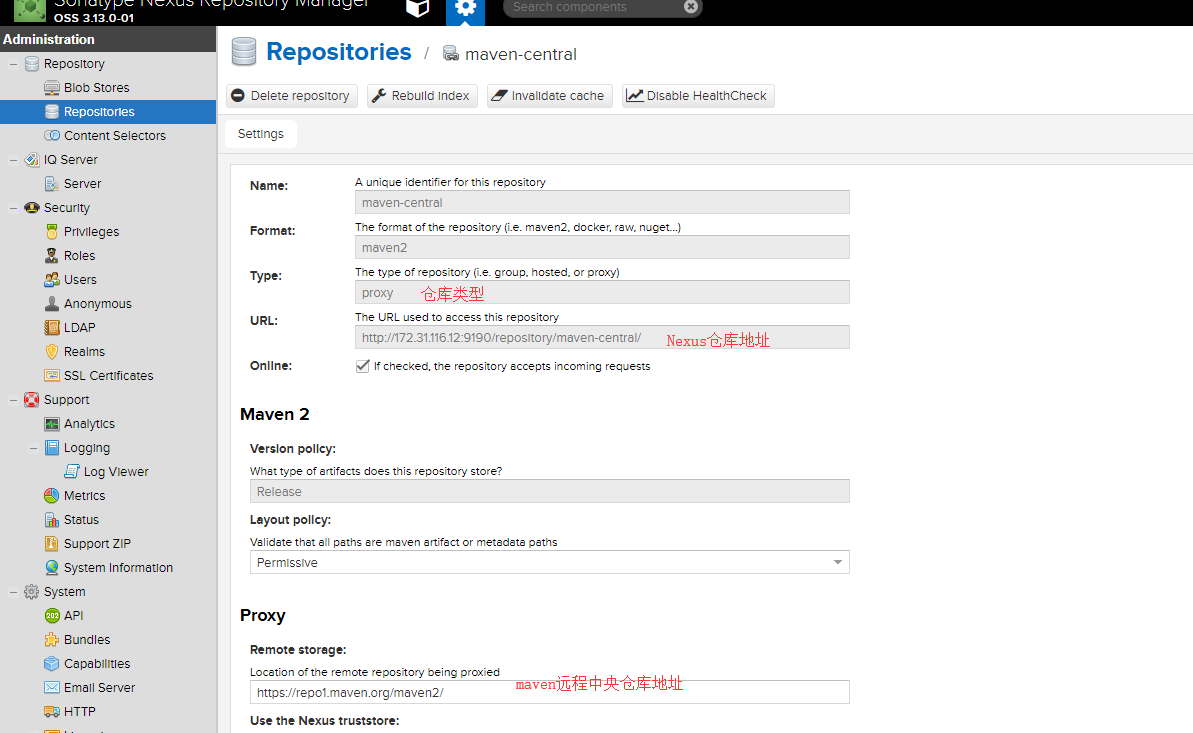 Sonatype Nexus Repository Manager
OSS 3.13.0-01
Search components
Administration
Repository
Blob Stores
Repositories
Content Selectors
IQ Server
Server
Security
Privileges
Roles
Users
Anonymous
LDAP
Realms
SSL Certificates
Support
Analytics
Logging
Log Viewer
Metrics
Status
Support ZIP
System Information
System
API
Bundles
Capabilities
Email Server
HTTP
Repositories / maven-central
Delete repository Rebuild index Invalidate cache Disable HealthCheck
Settings
Name: A unique identifier for this repository
maven-central
Format: The format of the repository (i.e. maven2, docker, raw, nuget...)
maven2
Type: The type of repository (i.e. group, hosted, or proxy)
proxy 仓库类型
URL: The URL used to access this repository
http://172.31.116.12:9190/repository/maven-central/ Nexus仓库地址
Online: If checked, the repository accepts incoming requests
Maven 2
Version policy:
What type of artifacts does this repository store?
Release
Layout policy:
Validate that all paths are maven artifact or metadata paths
Permissive
Proxy
Remote storage:
Location of the remote repository being proxied
https://repo1.maven.org/maven2/ maven远程中央仓库地址
Use the Nexus truststore: